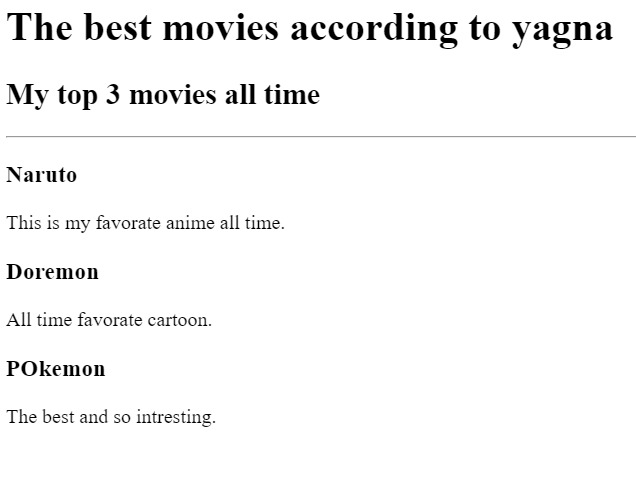 The best movies according to yagna
My top 3 movies all time
Naruto
This is my favorate anime all time.
Doremon
All time favorate cartoon.
POkemon
The best and so intresting.